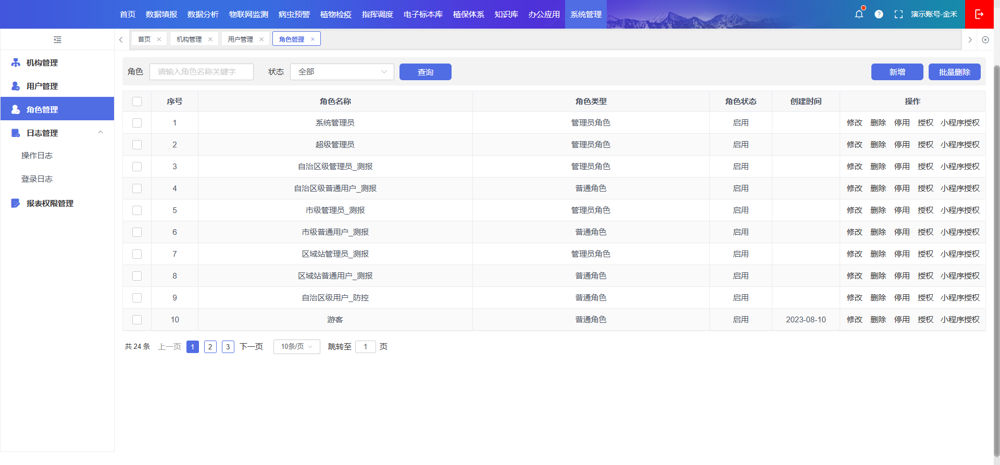 首页 数据填报 数据分析 物联网监测 病虫预警 植物检疫 指挥调度 电子标本库 植保体系 知识库 办公应用 系统管理 演示账号-金禾
首页 机构管理 用户管理 角色管理
机构管理
用户管理
角色管理
日志管理
操作日志
登录日志
报表权限管理
角色 请输入角色名称关键字 状态 全部 查询 新增 批量删除
序号 角色名称 角色类型 角色状态 创建时间 操作
1 系统管理员 管理员角色 启用 修改 删除 停用 授权 小程序授权
2 超级管理员 管理员角色 启用 修改 删除 停用 授权 小程序授权
3 自治区级管理员_测报 管理员角色 启用 修改 删除 停用 授权 小程序授权
4 自治区级普通用户_测报 普通角色 启用 修改 删除 停用 授权 小程序授权
5 市级管理员_测报 管理员角色 启用 修改 删除 停用 授权 小程序授权
6 市级普通用户_测报 普通角色 启用 修改 删除 停用 授权 小程序授权
7 区域站管理员_测报 管理员角色 启用 修改 删除 停用 授权 小程序授权
8 区域站普通用户_测报 普通角色 启用 修改 删除 停用 授权 小程序授权
9 自治区级用户_防控 普通角色 启用 修改 删除 停用 授权 小程序授权
10 游客 普通角色 启用 2023-08-10 修改 删除 停用 授权 小程序授权
共 24 条 上一页 1 2 3 下一页 10条/页 跳转至 1 页